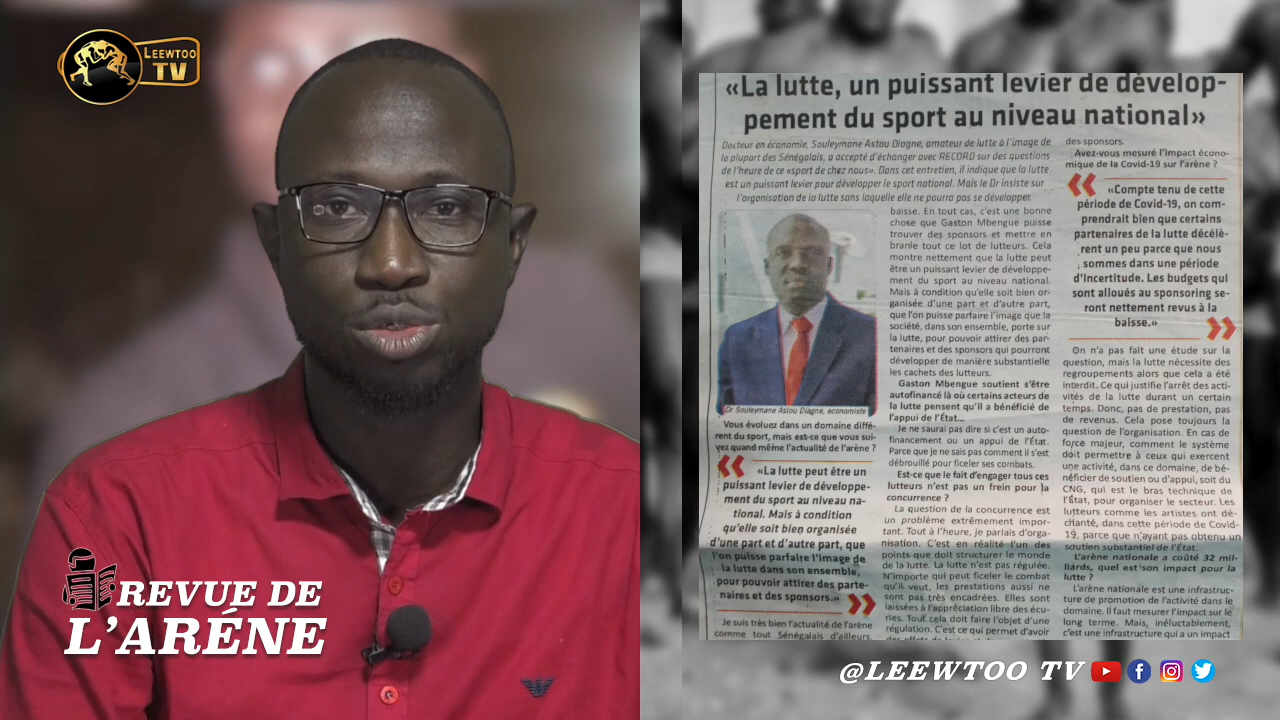 LEEWTOO
TV
REVUE DE
L'ARÉNE
«La lutte, un puissant levier de dévelop-
pement du sport au niveau national»
Docteur en économie, Souleymane Astou Diagne, amateur de lutte à l'image de
la plupart des Sénégalais, a accepté d'échanger avec RECORD sur des questions
de l'heure de ce «sport de chez nous». Dans cet entretien, il indique que la lutte
est un puissant levier pour développer le sport national. Mais le Dr insiste sur
l'organisation de la lutte sans laquelle elle ne pourra pas se développer.
Dr Souleymane Astou Diagne, economiste
Vous évoluez dans un domaine diffé-
rent du sport, mais est-ce que vous sui-
vez quand même l'actualité de l'arène ?
«La lutte peut être un
puissant levier de développe-
ment du sport au niveau na-
tional. Mais à condition
qu'elle soit bien organisée
d'une part et d'autre part, que
l'on puisse parfaire l'image de
la lutte dans son ensemble,
pour pouvoir attirer des parte-
naires et des sponsors.»
Je suis très bien l'actualité de l'arène
comme tout Sénégalais d'ailleurs.
baisse. En tout cas, c'est une bonne
chose que Gaston Mbengue puisse
trouver des sponsors et mettre en
branle tout ce lot de lutteurs. Cela
montre nettement que la lutte peut
être un puissant levier de développe-
ment du sport au niveau national.
Mais à condition qu'elle soit bien or-
ganisée d'une part et d'autre part,
que l'on puisse parfaire l'image que la
société, dans son ensemble, porte sur
la lutte, pour pouvoir attirer des par-
tenaires et des sponsors qui pourront
développer de manière substantielle
les cachets des lutteurs.
Gaston Mbengue soutient s'être
autofinancé là où certains acteurs de
la lutte pensent qu'il a bénéficié de
l'appui de l'État...
Je ne saurai pas dire si c'est un auto-
financement ou un appui de l'État.
Parce que je ne sais pas comment il s'est
débrouillé pour ficeler ses combats.
Est-ce que le fait d'engager tous ces
lutteurs n'est pas un frein pour la
concurrence ?
La question de la concurrence est
un problème extrêmement impor-
tant. Tout à l'heure, je parlais d'orga-
nisation. C'est en réalité l'un des
points que doit structurer le monde
de la lutte. La lutte n'est pas régulée.
N'importe qui peut ficeler le combat
qu'il veut, les prestations aussi ne
sont pas très encadrées. Elles sont
laissées à l'appréciation libre des écu-
ries. Tout cela doit faire l'objet d'une
régulation. C'est ce qui permet d'avoir
des sponsors.
Avez-vous mesuré l'impact écono-
mique de la Covid-19 sur l'arène ?
«Compte tenu de cette
période de Covid-19, on com-
prendrait bien que certains
partenaires de la lutte décélè-
rent un peu parce que nous
sommes dans une période
d'incertitude. Les budgets qui
sont alloués au sponsoring se-
ront nettement revus à la
baisse.»
On n'a pas fait une étude sur la
question, mais la lutte nécessite des
regroupements alors que cela a été
interdit. Ce qui justifie l'arrêt des acti-
vités de la lutte durant un certain
temps. Donc, pas de prestation, pas
de revenus. Cela pose toujours la
question de l'organisation. En cas de
force majeur, comment le système
doit permettre à ceux qui exercent
une activité, dans ce domaine, de bé-
néficier de soutien ou d'appui, soit du
CNG, qui est le bras technique de
l'État, pour organiser le secteur. Les
lutteurs comme les artistes ont dé-
chanté, dans cette période de Covid-
19, parce que n'ayant pas obtenu un
soutien substantiel de l'État.
L'arène nationale a coûté 32 mil-
liards, quel est son impact pour la
lutte ?
L'arène nationale est une infrastruc-
ture de promotion de l'activité dans le
domaine. Il faut mesurer l'impact sur le
long terme. Mais, inéluctablement,
c'est une infrastructure qui a un impact
@LEEWTOO TV